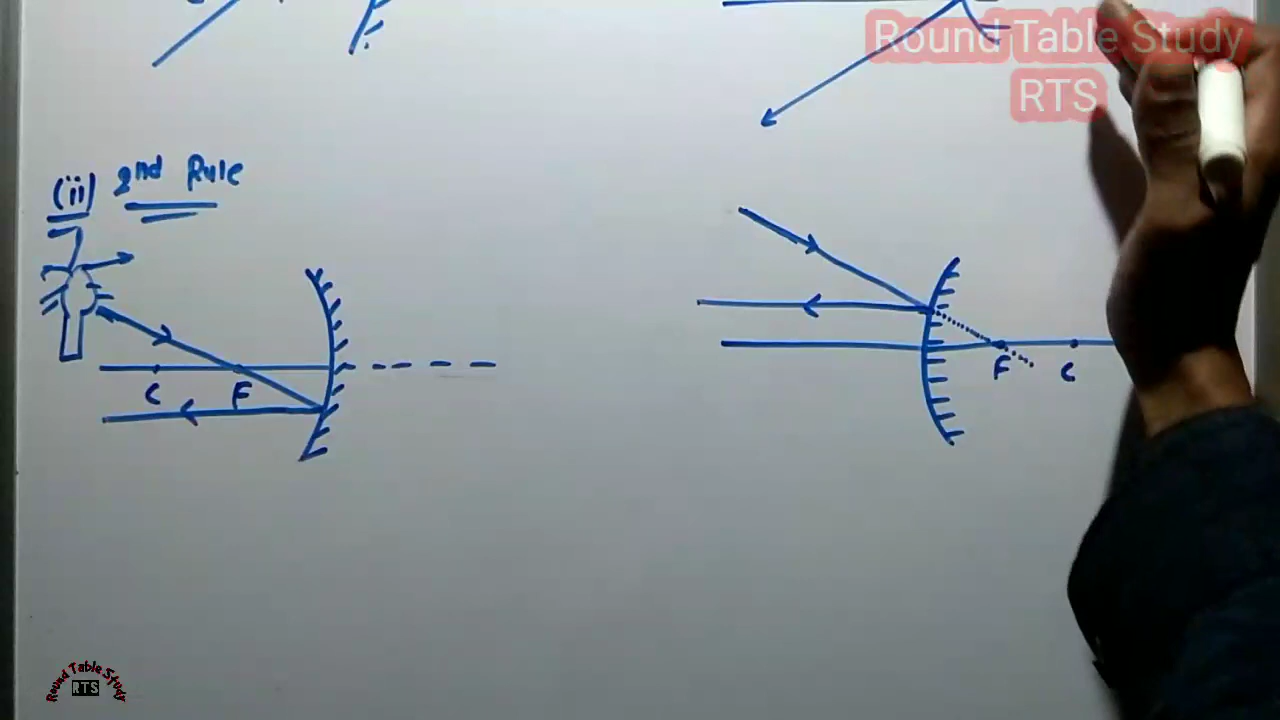 Round Table Study
RTS
(ii) 2nd Rule
C
F
F
C
Round Table Study
RTS